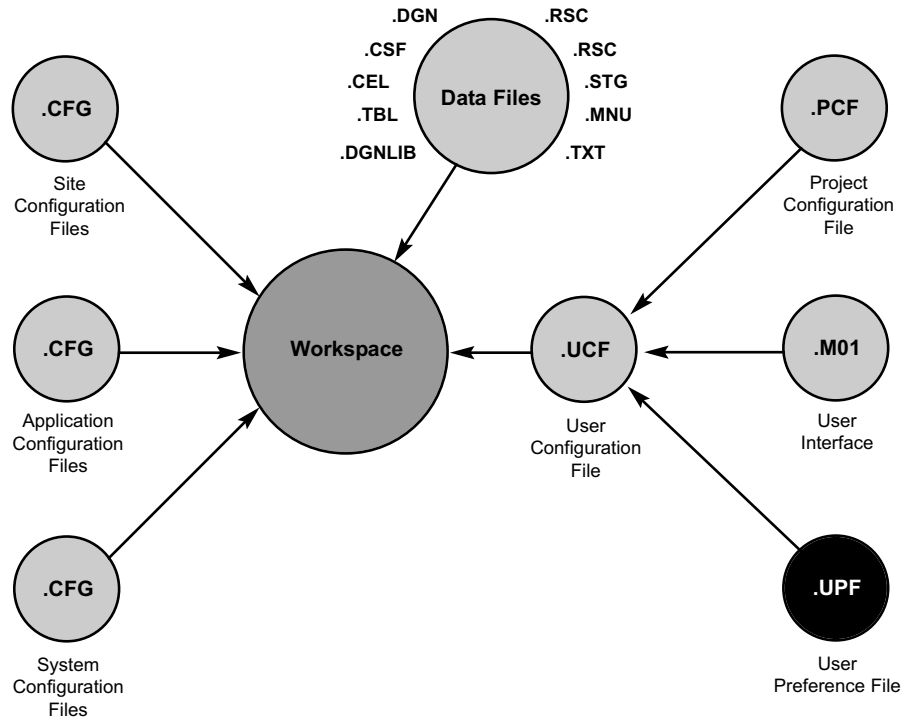 .DGN
.RSC
.CSF
.RSC
.CEL
.STG
.TBL
.MNU
.DGNLIB
.TXT
Data Files
.CFG
Site
Configuration
Files
.PCF
Project
Configuration
File
.CFG
Application
Configuration
Files
Workspace
.UCF
User
Configuration
File
.M01
User
Interface
.CFG
System
Configuration
Files
.UPF
User
Preference File